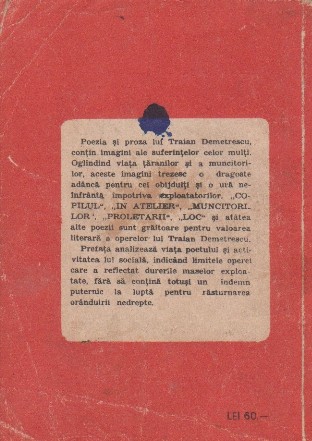 Poezia și proza lui Traian Demetrescu,
conțin imagini ale suferințelor celor mulți.
Oglindind viața țăranilor și a muncitori-
lor, aceste imagini trezesc o dragoste
adâncă pentru cei obijduiți și o ură ne-
înfrântă împotriva exploatatorilor. „CO-
PILUL", „IN ATELIER", „MUNCITORI-
LOR", „PROLETARII", „LOC" și atâtea
alte poezii sunt grăitoare pentru valoarea
literară a operelor lui Traian Demetrescu.
Prefața analizează viața poetului și acti-
vitatea lui socială, indicând limitele operei
care a reflectat durerile maselor exploa-
tate, fără să conțină totuși un îndemn
puternic la luptă pentru răsturnarea
orânduirii nedrepte.
LEI 60.—